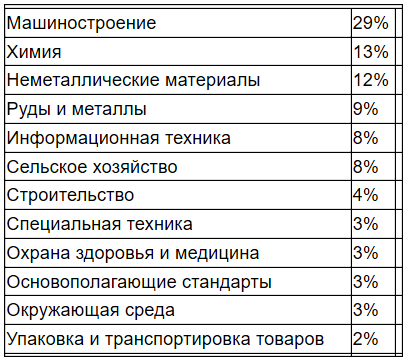 Машиностроение 29%
Химия 13%
Неметаллические материалы 12%
Руды и металлы 9%
Информационная техника 8%
Сельское хозяйство 8%
Строительство 4%
Специальная техника 3%
Охрана здоровья и медицина 3%
Основополагающие стандарты 3%
Окружающая среда 3%
Упаковка и транспортировка товаров 2%